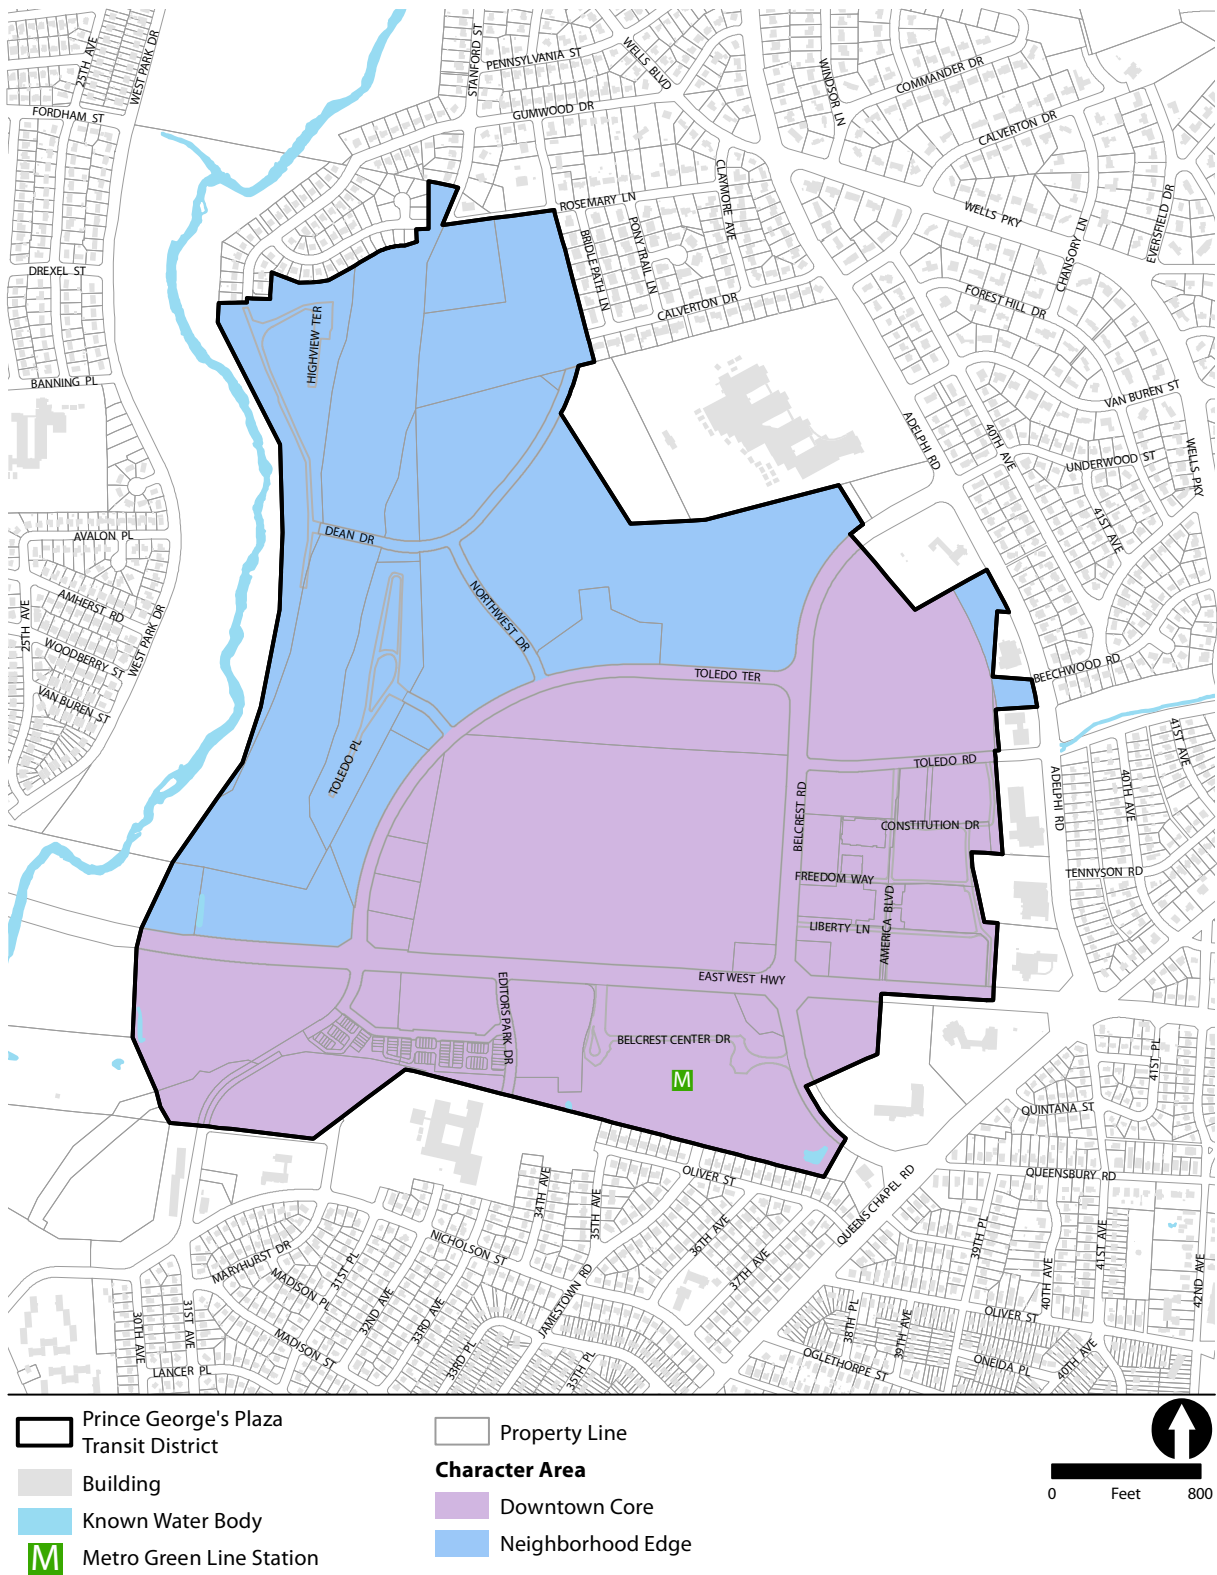 25TH AVE
WEST PARK DR
STANFORD ST
PENNSYLVANIA ST
WELLS BLVD
WINDSOR LN
COMMANDER DR
FORDHAM ST
GUMWOOD DR
CALVERTON DR
CLAYMORE AVE
ROSEMARY LN
WELLS PKY
EVERSFIELD DR
BRIDLE PATH LN
PONY TRAIL LN
CHANSORY LN
DREXEL ST
CALVERTON DR
FOREST HILL DR
HIGHVIEW TER
BANNING PL
VAN BUREN ST
ADELPHI RD
40TH AVE
UNDERWOOD ST
WELLS PKY
AVALON PL
DEAN DR
41ST AVE
AMHERST RD
25TH AVE
WEST PARK DR
NORTHWEST DR
WOODBERRY ST
BEECHWOOD RD
TOLEDO TER
VAN BUREN ST
TOLEDO PL
41ST AVE
TOLEDO RD
ADELPHI RD
40TH AVE
BELCREST RD
CONSTITUTION DR
FREEDOM WAY
TENNYSON RD
AMERICA BLVD
LIBERTY LN
EAST WEST HWY
EDITORS PARK DR
BELCREST CENTER DR
41ST PL
M
QUINTANA ST
OLIVER ST
QUEENSBURY RD
34TH AVE
35TH AVE
QUEENS CHAPEL RD
36TH AVE
39TH PL
41ST AVE
NICHOLSON ST
MARYHURST DR
31ST PL
37TH AVE
40TH AVE
42ND AVE
MADISON PL
JAMESTOWN RD
32ND AVE
33RD AVE
30TH AVE
31ST AVE
38TH PL
39TH AVE
OLIVER ST
MADISON ST
33RD PL
35TH PL
OGLETHORPE ST
ONEIDA PL
40TH AVE
LANCER PL
Prince George's Plaza
Transit District
Building
Known Water Body
M Metro Green Line Station
Property Line
Character Area
Downtown Core
Neighborhood Edge
0 Feet 800